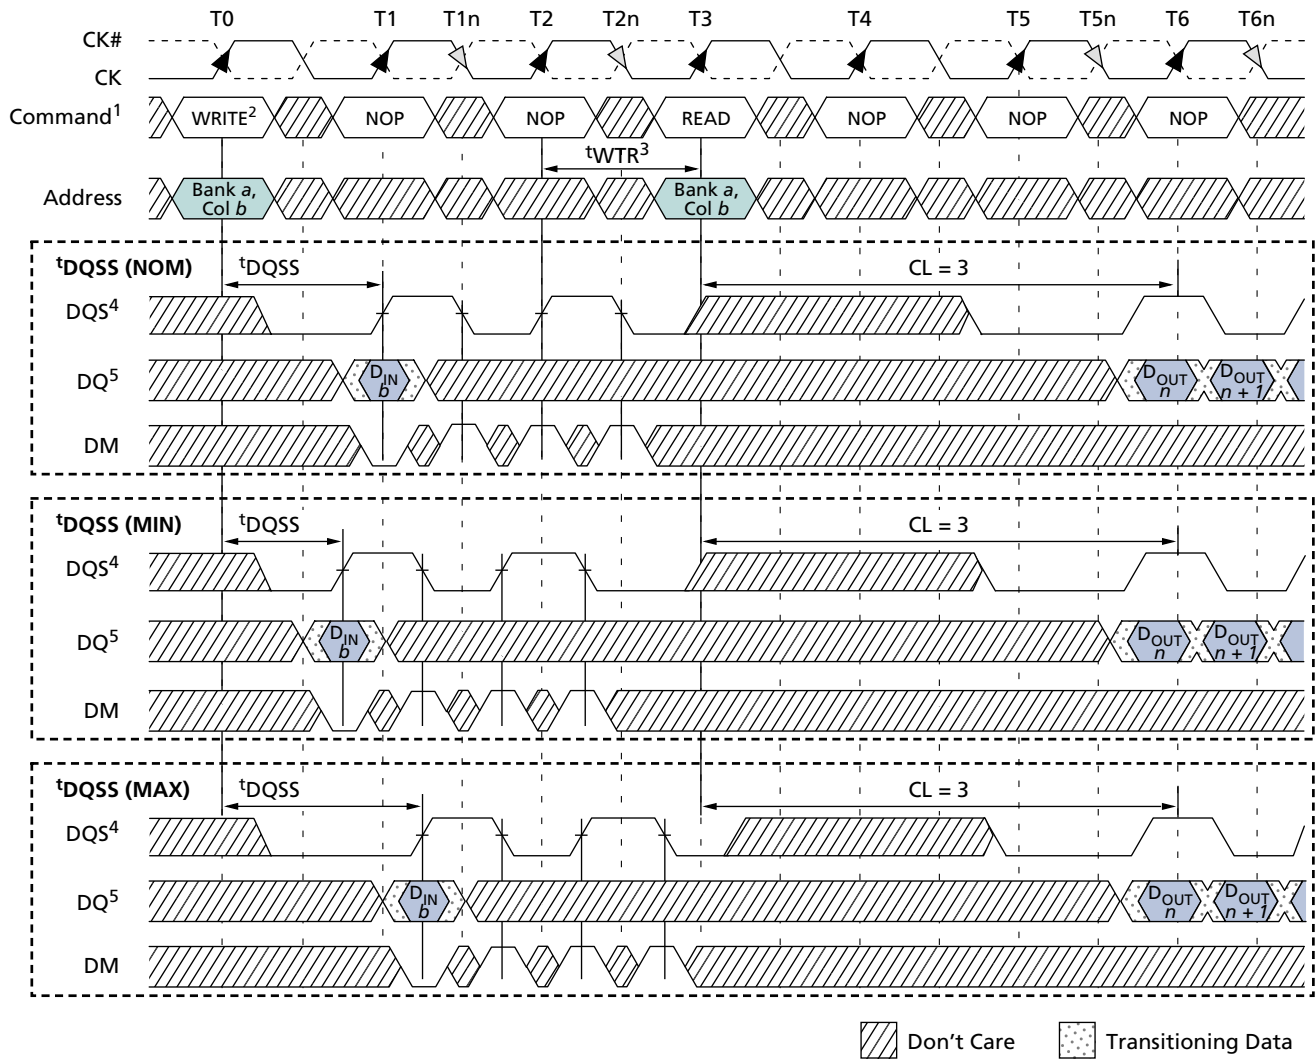 T0 T1 T1n T2 T2n T3 T4 T5 T5n T6 T6n
CK#
CK
Command1 WRITE2 NOP NOP READ NOP NOP NOP
tWTR3
Address Bank a, Col b Bank a, Col b
tDQSS (NOM) tDQSS CL = 3
DQS4
DQ5 DIN b DOUT n DOUT n + 1
DM
tDQSS (MIN) tDQSS CL = 3
DQS4
DQ5 DIN b DOUT n DOUT n + 1
DM
tDQSS (MAX) tDQSS CL = 3
DQS4
DQ5 DIN b DOUT n DOUT n + 1
DM
Don't Care Transitioning Data